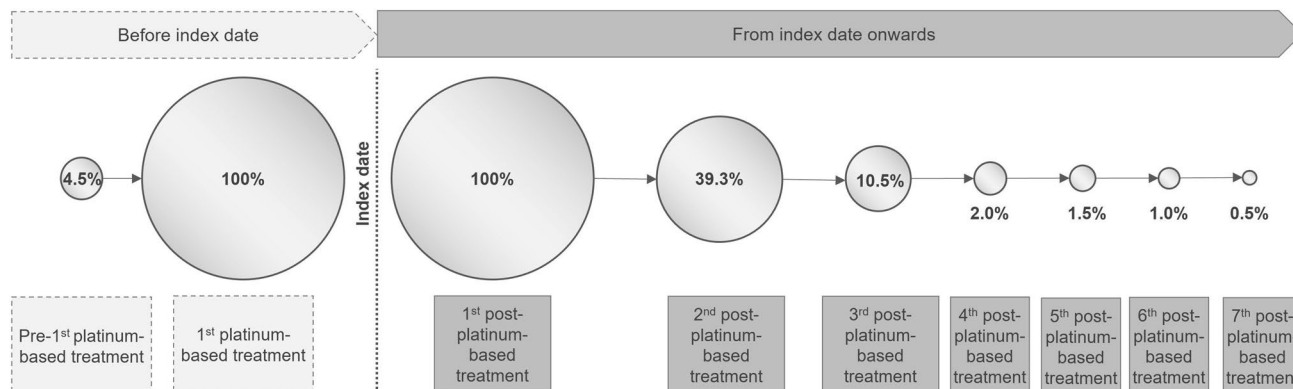 Before index date
From index date onwards
4.5%
100%
Index date
100%
39.3%
10.5%
2.0%
1.5%
1.0%
0.5%
Pre-1st platinum-
based treatment
1st platinum-
based treatment
1st post-
platinum-
based
treatment
2nd post-
platinum-
based
treatment
3rd post-
platinum-
based
treatment
4th post-
platinum-
based
treatment
5th post-
platinum-
based
treatment
6th post-
platinum-
based
treatment
7th post-
platinum-
based
treatment